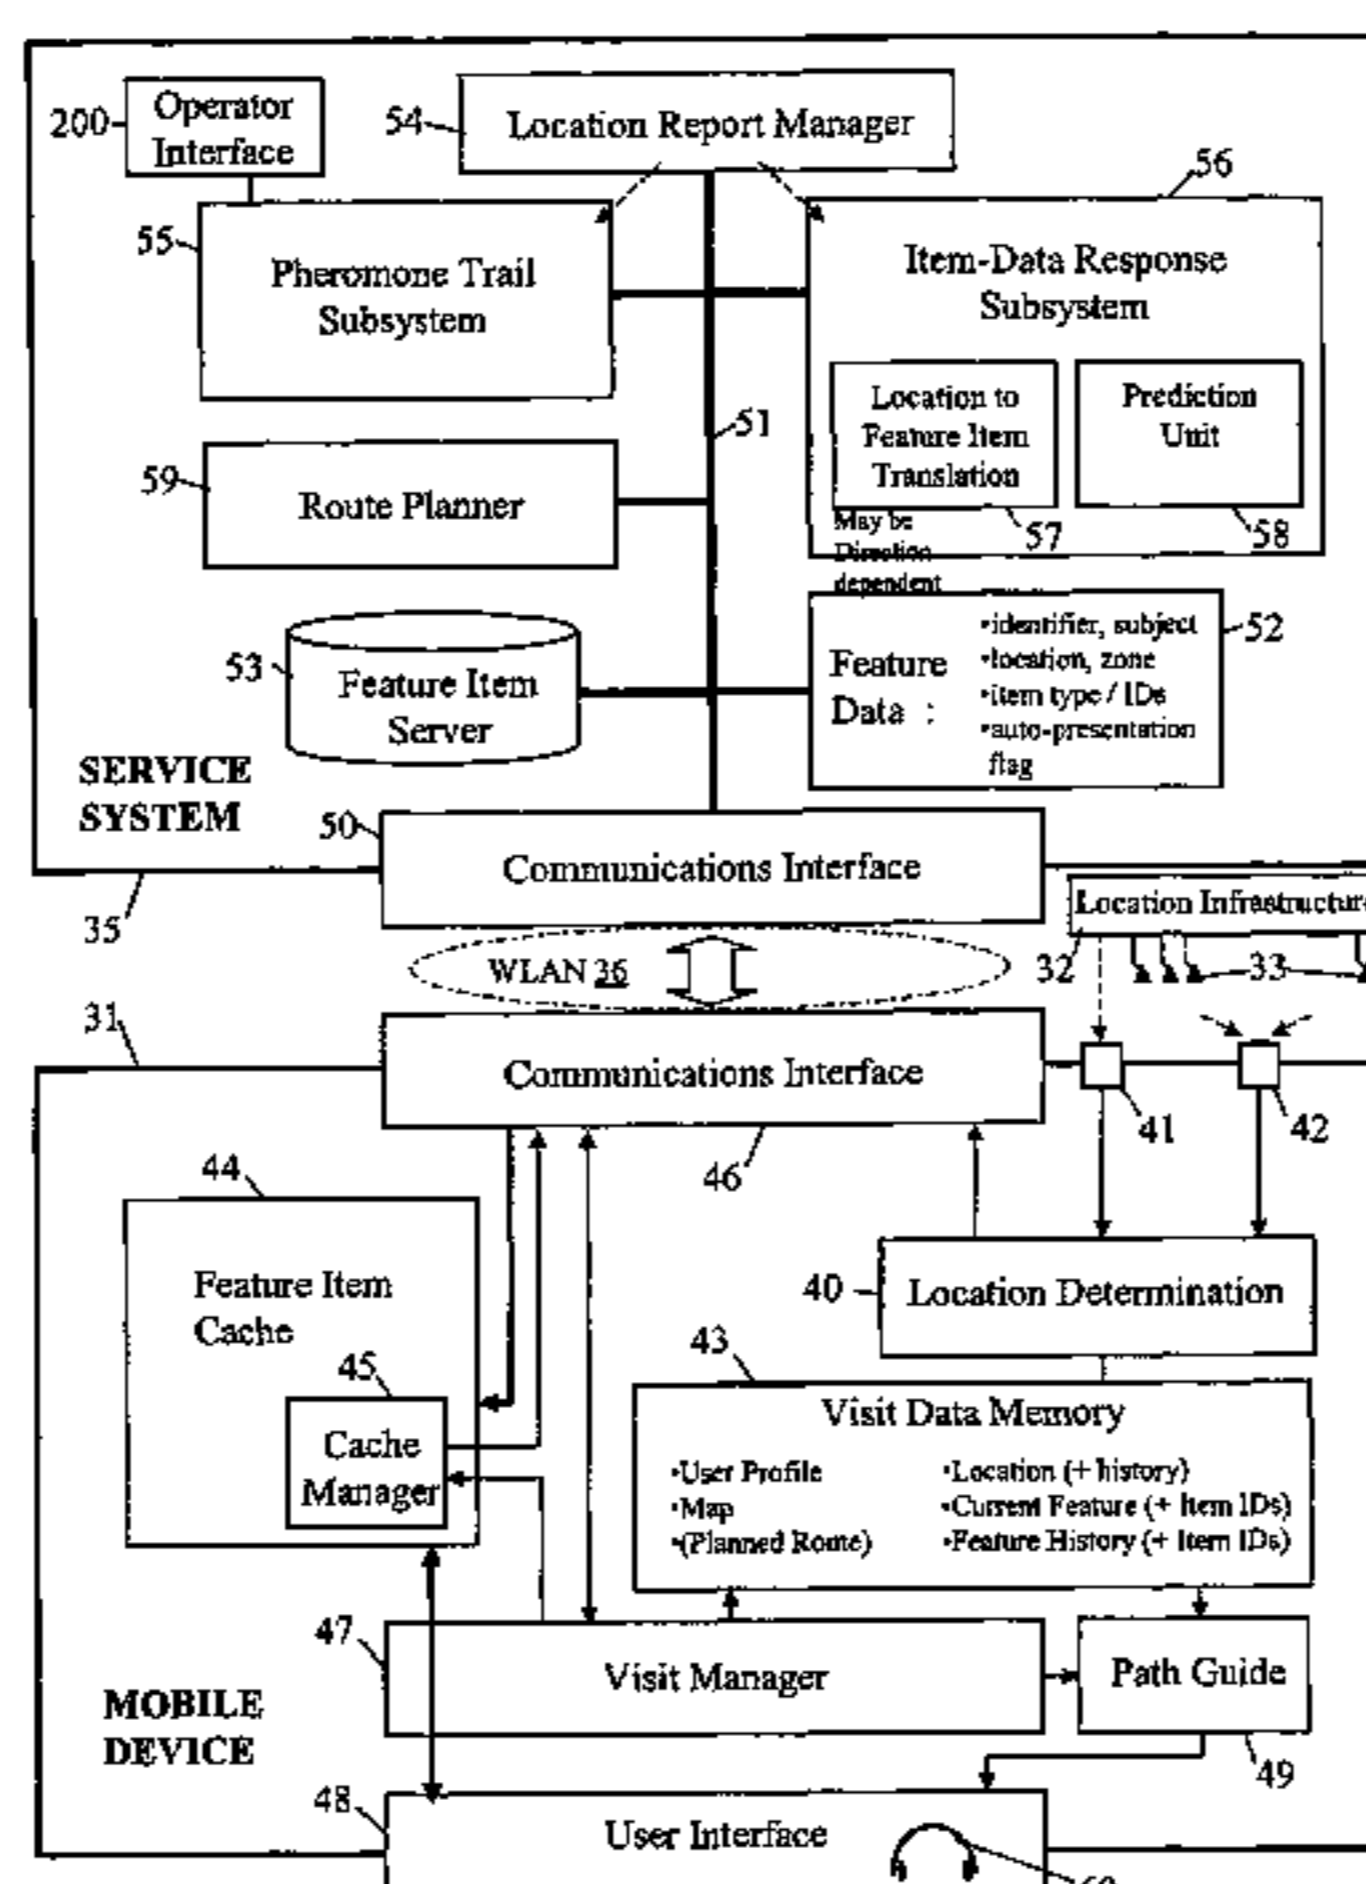 Operator
Interface
200
54
Location Report Manager
56
55
Pheromone Trail
Subsystem
Item-Data Response
Subsystem
Location to
Feature Item
Translation
Prediction
Unit
51
59
Route Planner
May be
Direction
dependent
57
58
53
Feature Item
Server
Feature
Data :
•identifier, subject
•location, zone
•item type / IDs
•auto-presentation
flag
52
SERVICE
SYSTEM
50
Communications Interface
35
Location Infrastructure
WLAN 36
32
33
31
Communications Interface
41
42
46
44
Feature Item
Cache
40
Location Determination
43
45
Cache
Manager
Visit Data Memory
•User Profile
•Map
•(Planned Route)
•Location (+ history)
•Current Feature (+ Item IDs)
•Feature History (+ Item IDs)
47
Visit Manager
Path Guide
MOBILE
DEVICE
49
48
User Interface